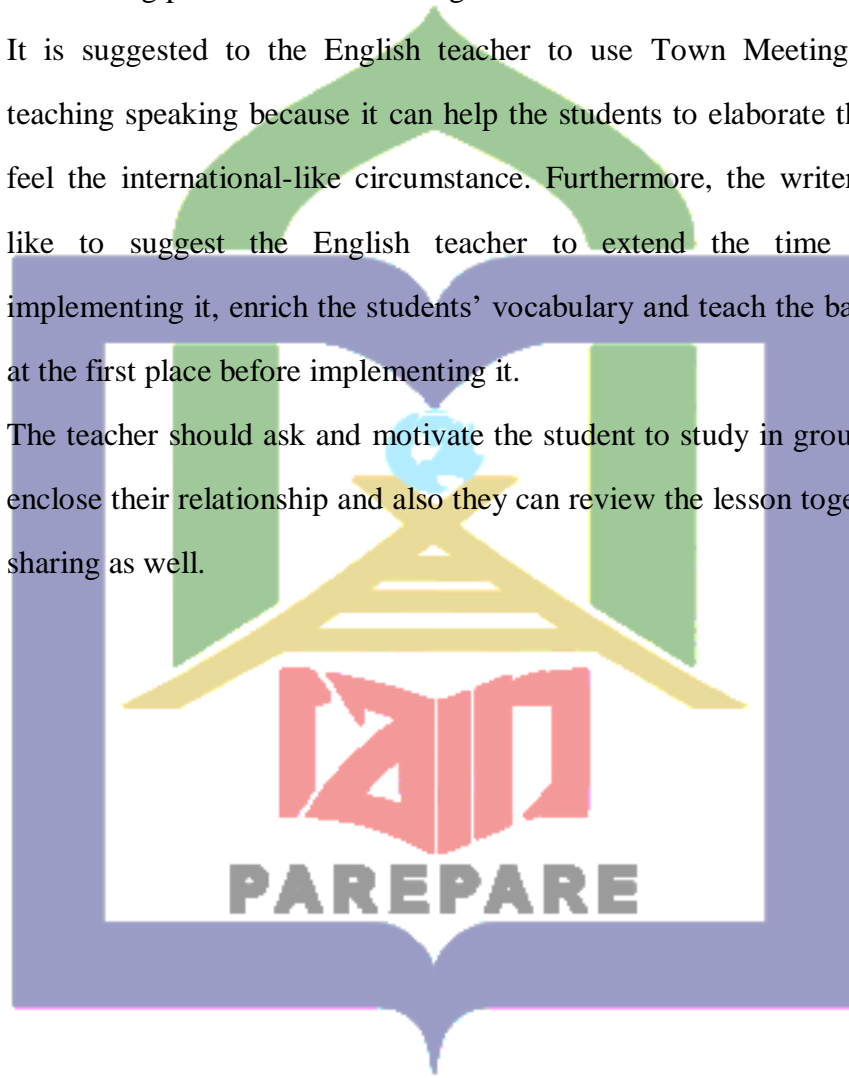 It is suggested to the English teacher to use Town Meeting
teaching speaking because it can help the students to elaborate
feel the international-like circumstance. Furthermore, the writer
like to suggest the English teacher to extend the time
implementing it, enrich the students’ vocabulary and teach the
at the first place before implementing it.
The teacher should ask and motivate the student to study in
enclose their relationship and also they can review the lesson
sharing as well.
iain
PAREPARE